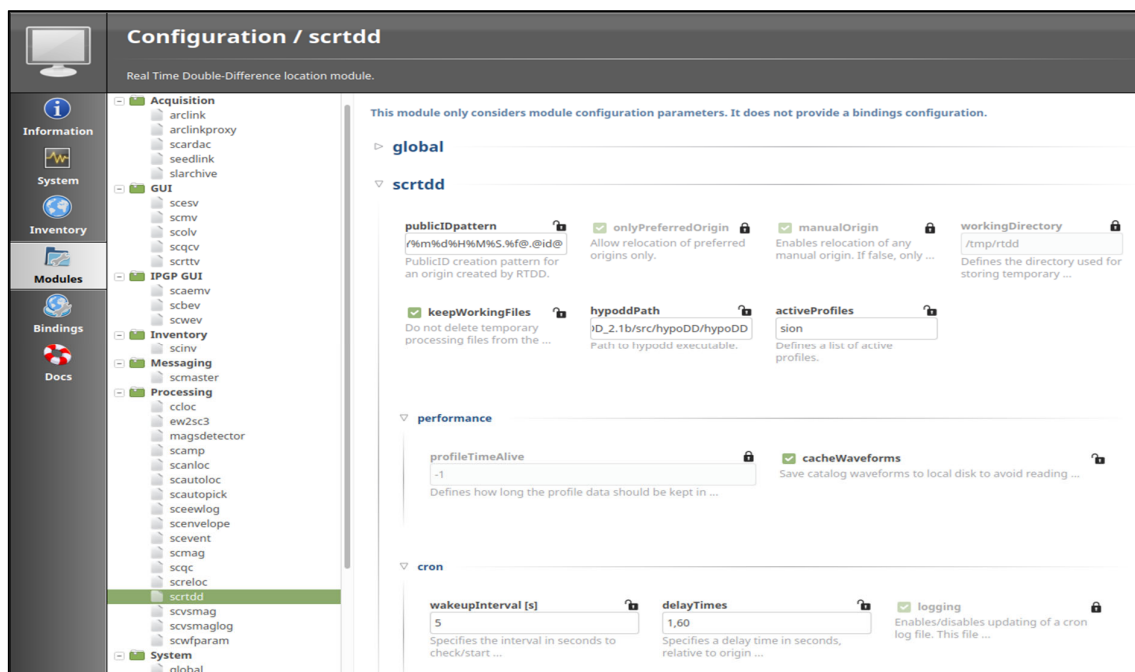 Configuration / scrtdd
Real Time Double-Difference location module.
Information
System
Inventory
Modules
Bindings
Docs
Acquisition
arclink
arclinkproxy
scardac
seedlink
slarchive
GUI
scesv
scmv
scolv
scqcv
scrttv
IPGP GUI
scaemv
scbev
scwev
Inventory
scinv
Messaging
scmaster
Processing
ccloc
ew2sc3
magsdetector
scamp
scanloc
scautoloc
scautopick
sceewlog
scenvelope
scevent
scmag
scqc
screloc
scrtdd
scvsmag
scvsmaglog
scwfparam
System
global
This module only considers module configuration parameters. It does not provide a bindings configuration.
global
scrtdd
publicIDpattern
/%m%d%H%M%S.%f@.@id@
PublicID creation pattern for
an origin created by RTDD.
onlyPreferredOrigin
Allow relocation of preferred
origins only.
manualOrigin
Enables relocation of any
manual origin. If false, only ...
workingDirectory
/tmp/rtdd
Defines the directory used for
storing temporary ...
keepWorkingFiles
Do not delete temporary
processing files from the ...
hypoddPath
DD_2.1b/src/hypoDD/hypoDD
Path to hypodd executable.
activeProfiles
sion
Defines a list of active
profiles.
performance
profileTimeAlive
-1
Defines how long the profile data should be kept in ...
cacheWaveforms
Save catalog waveforms to local disk to avoid reading ...
cron
wakeupInterval [s]
5
Specifies the interval in seconds to
check/start ...
delayTimes
1,60
Specifies a delay time in seconds,
relative to origin ...
logging
Enables/disables updating of a cron
log file. This file ...